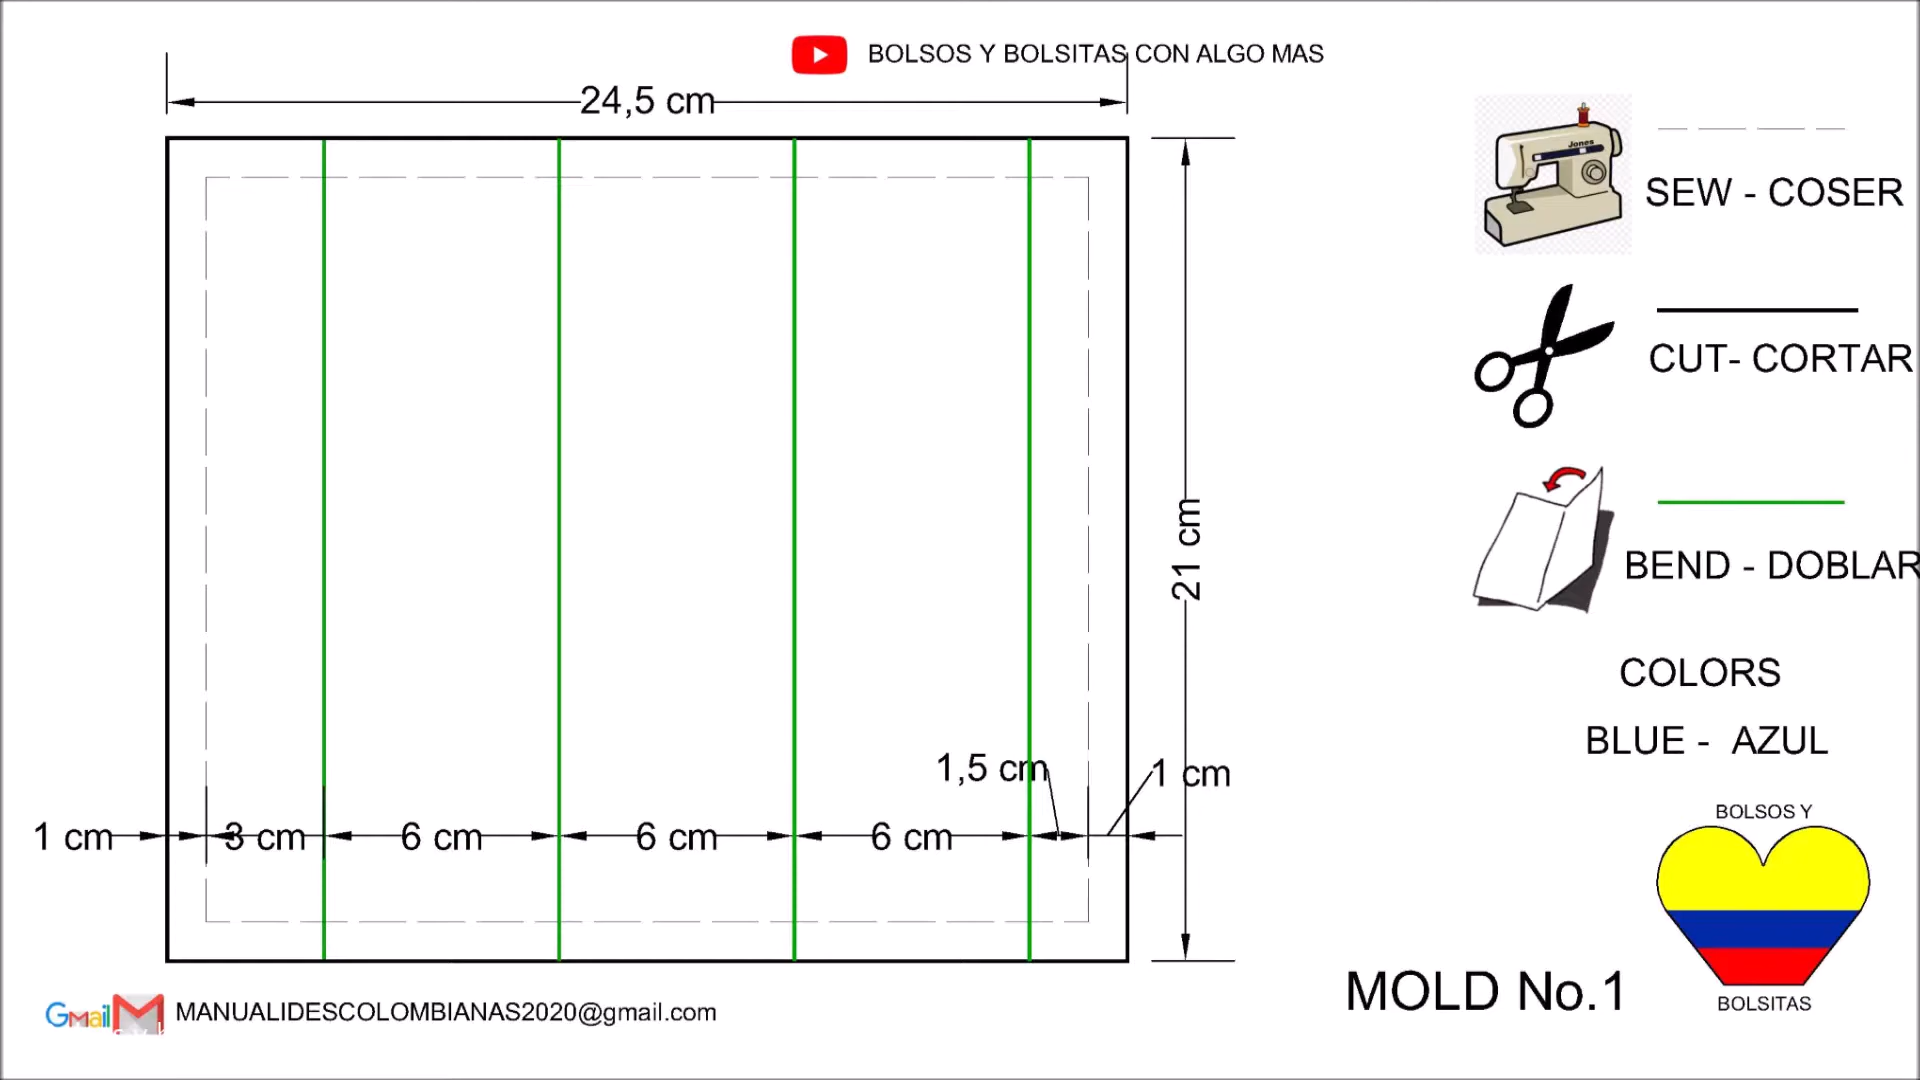 BOLSOS Y BOLSITAS CON ALGO MAS
24,5 cm
Jones
SEW - COSER
CUT- CORTAR
21 cm
BEND - DOBLAR
COLORS
BLUE - AZUL
1,5 cm
1 cm
1 cm
3 cm
6 cm
6 cm
6 cm
BOLSOS Y
BOLSITAS
MOLD No.1
GMail
MANUALIDESCOLOMBIANAS2020@gmail.com